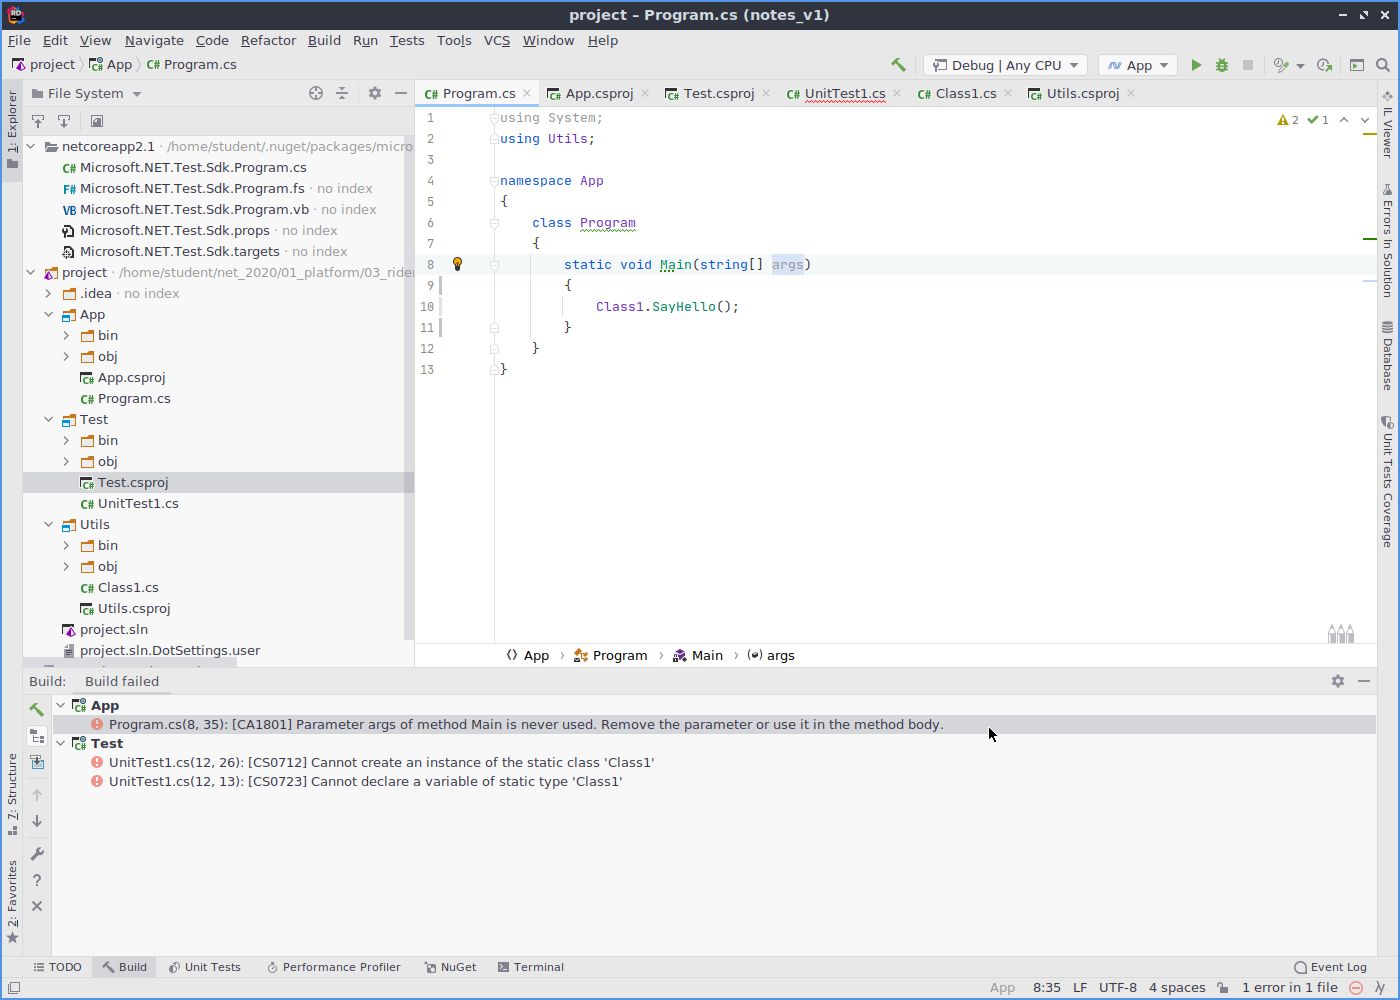 project – Program.cs (notes_v1)
File Edit View Navigate Code Refactor Build Run Tests Tools VCS Window Help
project App Program.cs
Debug | Any CPU App
1: Explorer
File System
netcoreapp2.1 · /home/student/.nuget/packages/micro
Microsoft.NET.Test.Sdk.Program.cs
Microsoft.NET.Test.Sdk.Program.fs · no index
Microsoft.NET.Test.Sdk.Program.vb · no index
Microsoft.NET.Test.Sdk.props · no index
Microsoft.NET.Test.Sdk.targets · no index
project · /home/student/net_2020/01_platform/03_rider
.idea · no index
App
bin
obj
App.csproj
Program.cs
Test
bin
obj
Test.csproj
UnitTest1.cs
Utils
bin
obj
Class1.cs
Utils.csproj
project.sln
project.sln.DotSettings.user
Program.cs App.csproj Test.csproj UnitTest1.cs Class1.cs Utils.csproj
2 1
1 using System;
2 using Utils;
3
4 namespace App
5 {
6 class Program
7 {
8 static void Main(string[] args)
9 {
10 Class1.SayHello();
11 }
12 }
13 }
App Program Main args
IL Viewer
Errors In Solution
Database
Unit Tests Coverage
Build: Build failed
App
Program.cs(8, 35): [CA1801] Parameter args of method Main is never used. Remove the parameter or use it in the method body.
Test
UnitTest1.cs(12, 26): [CS0712] Cannot create an instance of the static class 'Class1'
UnitTest1.cs(12, 13): [CS0723] Cannot declare a variable of static type 'Class1'
7: Structure
2: Favorites
TODO Build Unit Tests Performance Profiler NuGet Terminal Event Log
App 8:35 LF UTF-8 4 spaces 1 error in 1 file